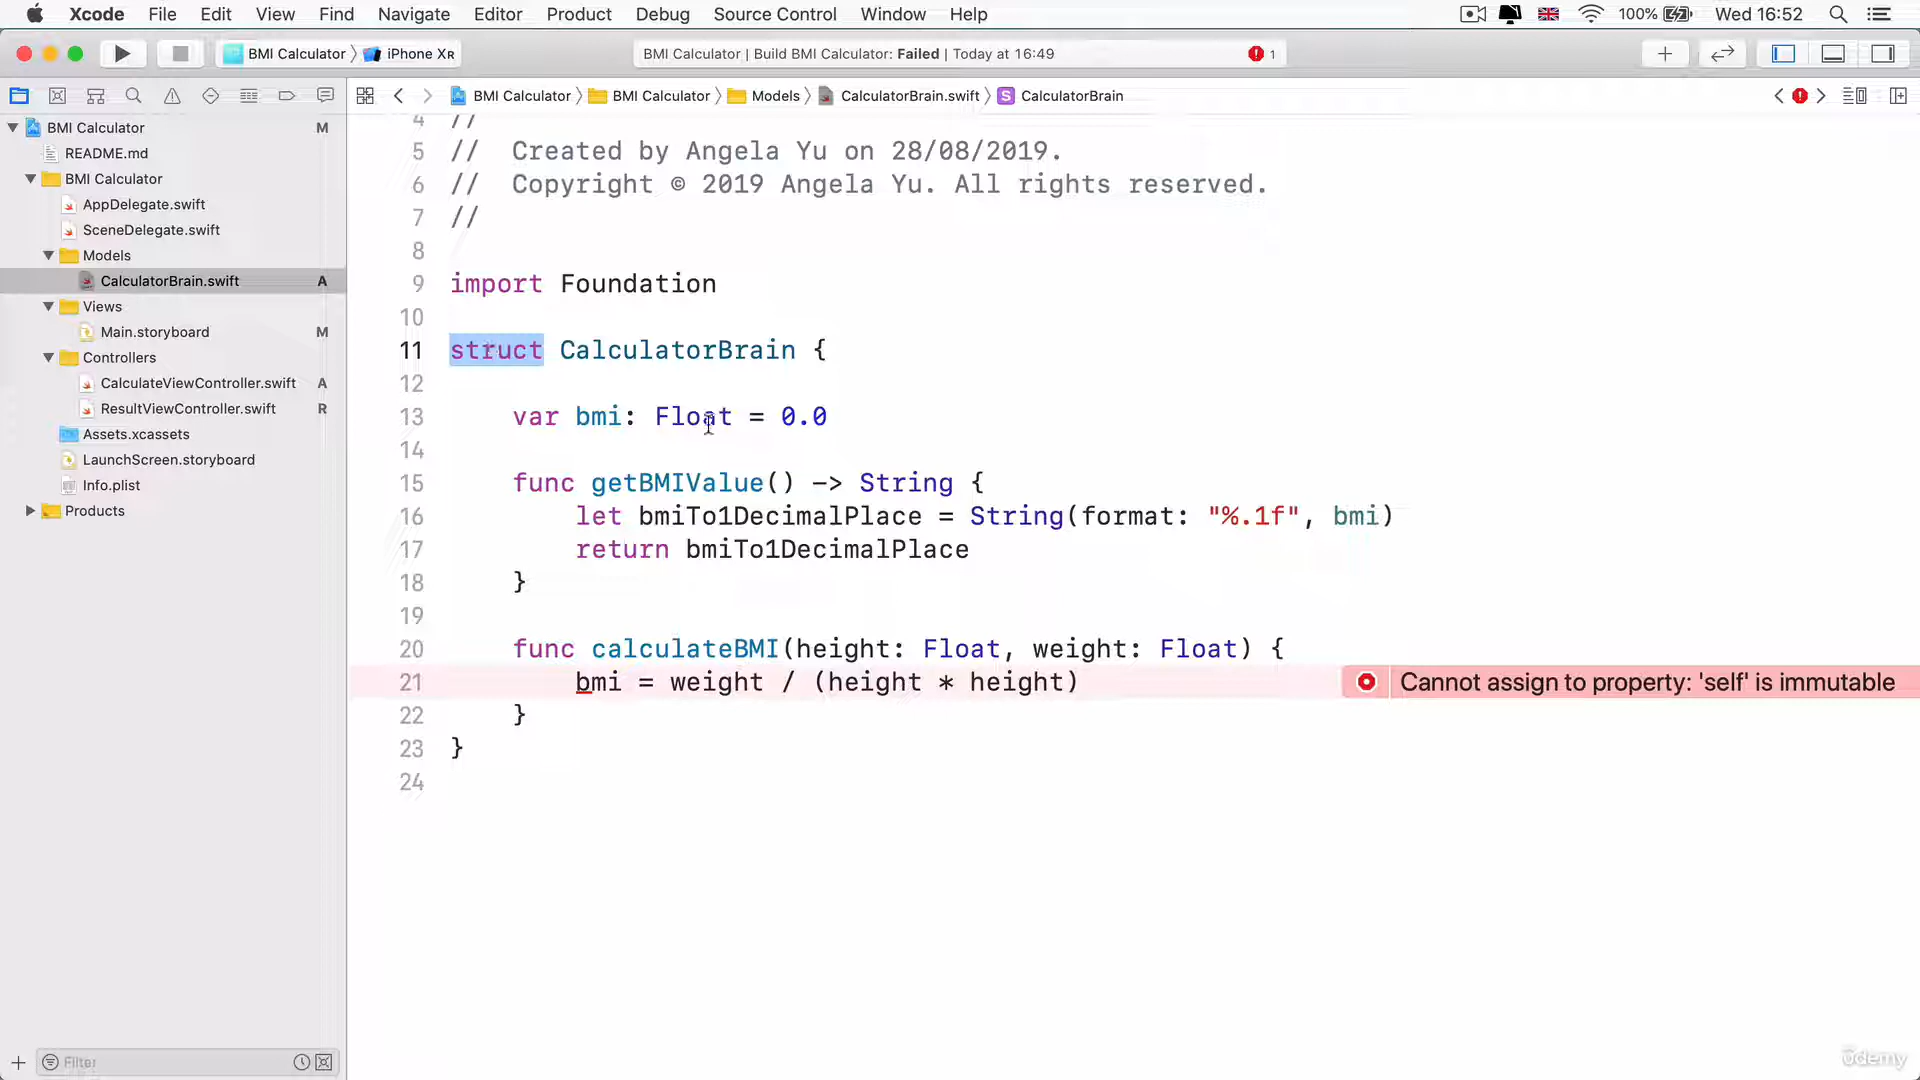 Xcode File Edit View Find Navigate Editor Product Debug Source Control Window Help 100% Wed 16:52
BMI Calculator iPhone XR BMI Calculator | Build BMI Calculator: Failed | Today at 16:49 1
BMI Calculator BMI Calculator Models CalculatorBrain.swift S CalculatorBrain
BMI Calculator M
README.md
BMI Calculator
AppDelegate.swift
SceneDelegate.swift
Models
CalculatorBrain.swift A
Views
Main.storyboard M
Controllers
CalculateViewController.swift A
ResultViewController.swift R
Assets.xcassets
LaunchScreen.storyboard
Info.plist
Products
Filter
4 //
5 // Created by Angela Yu on 28/08/2019.
6 // Copyright © 2019 Angela Yu. All rights reserved.
7 //
8
9 import Foundation
10
11 struct CalculatorBrain {
12
13 var bmi: Float = 0.0
14
15 func getBMIValue() -> String {
16 let bmiTo1DecimalPlace = String(format: "%.1f", bmi)
17 return bmiTo1DecimalPlace
18 }
19
20 func calculateBMI(height: Float, weight: Float) {
21 bmi = weight / (height * height) Cannot assign to property: 'self' is immutable
22 }
23 }
24
ûdemy